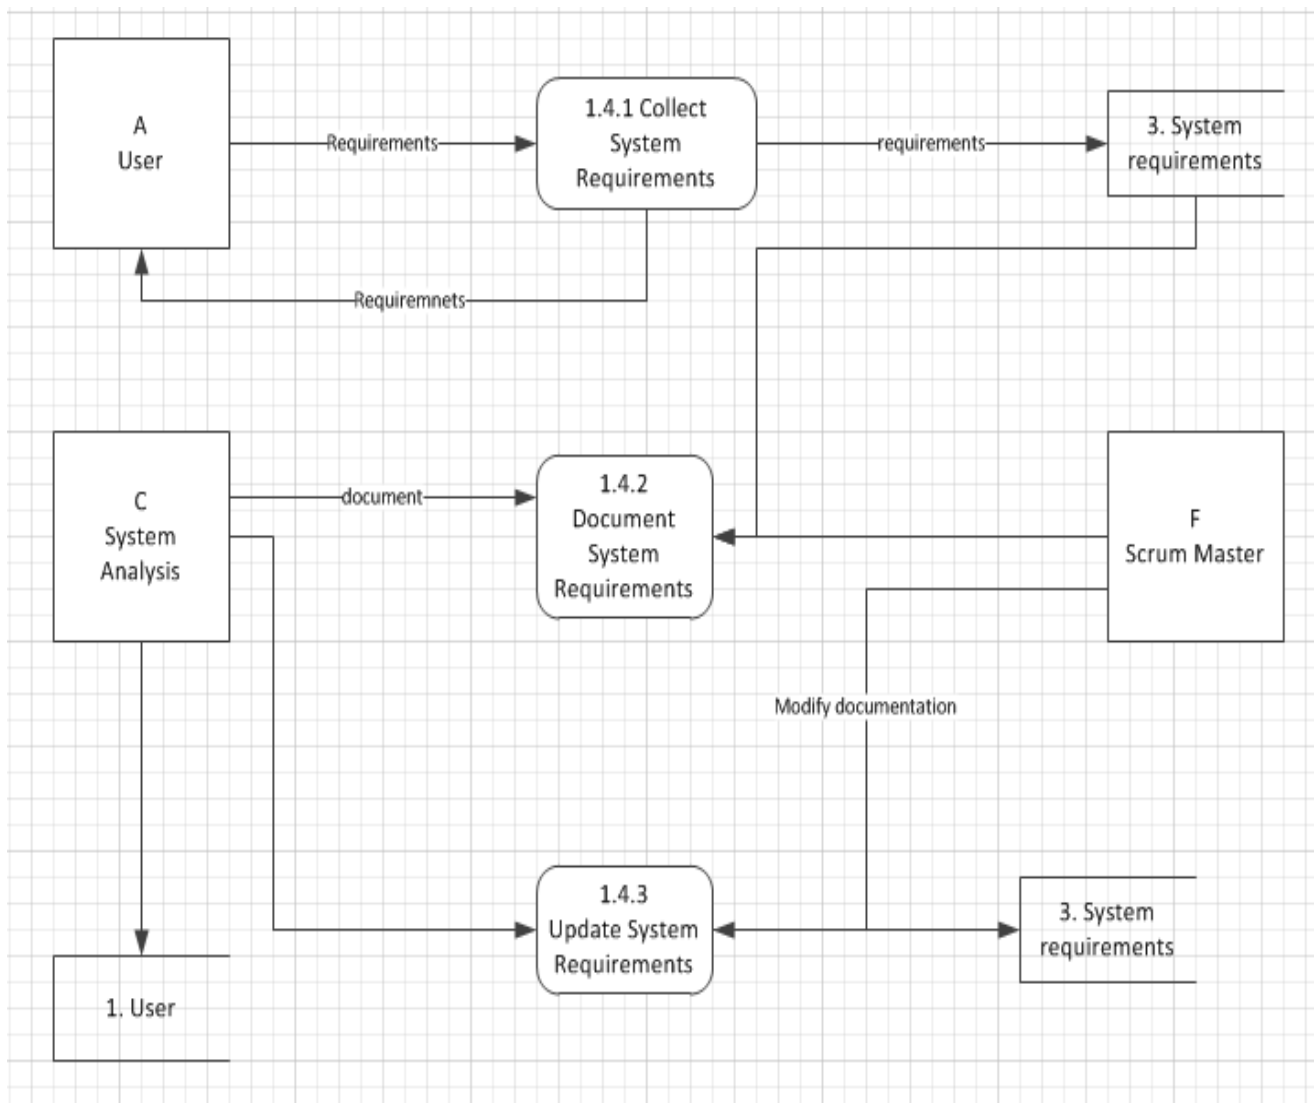 A
User
Requirements
1.4.1 Collect
System
Requirements
requirements
3. System
requirements
Requiremnets
C
System
Analysis
document
1.4.2
Document
System
Requirements
F
Scrum Master
Modify documentation
1.4.3
Update System
Requirements
3. System
requirements
1. User